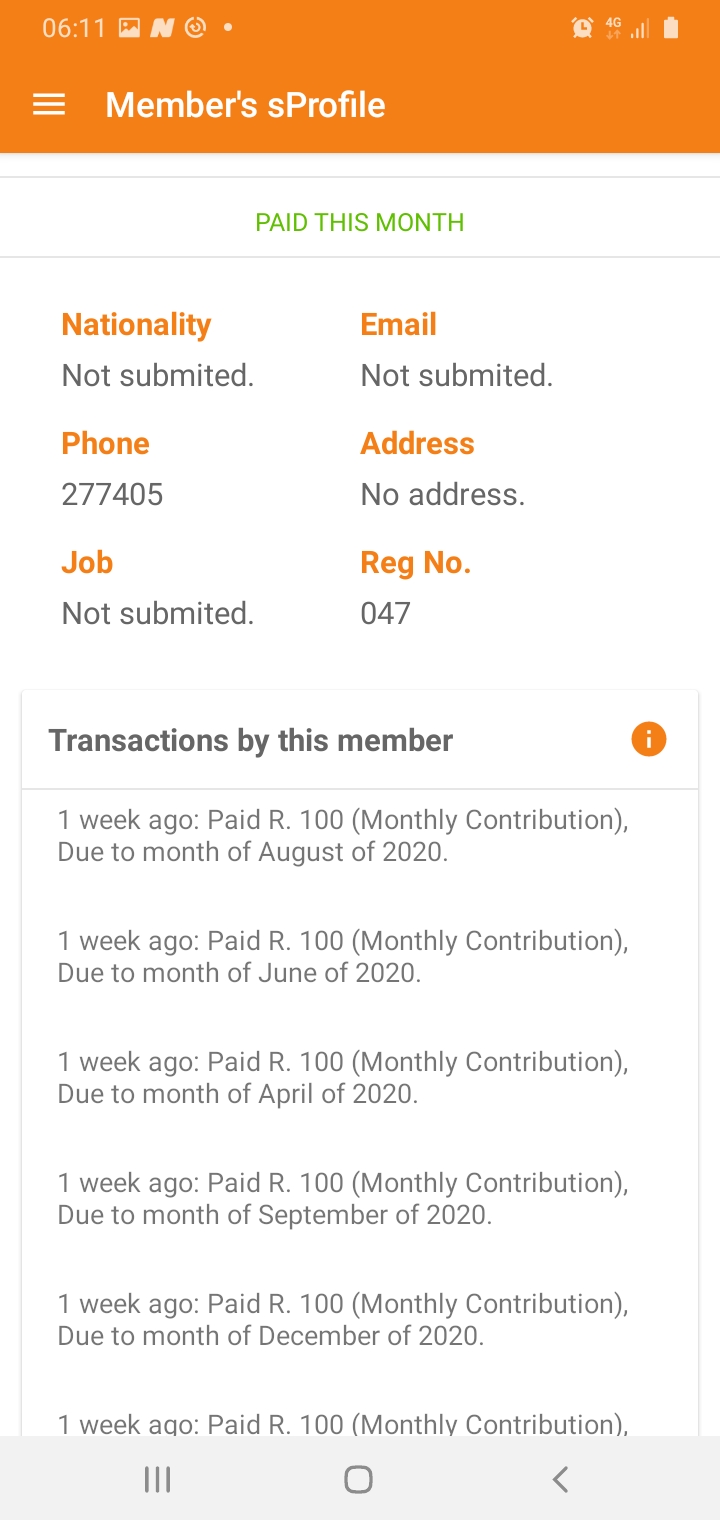 06:11
4G
Member's sProfile
PAID THIS MONTH
Nationality
Email
Not submited.
Not submited.
Phone
Address
277405
No address.
Job
Reg No.
Not submited.
047
Transactions by this member
1 week ago: Paid R. 100 (Monthly Contribution),
Due to month of August of 2020.
1 week ago: Paid R. 100 (Monthly Contribution),
Due to month of June of 2020.
1 week ago: Paid R. 100 (Monthly Contribution),
Due to month of April of 2020.
1 week ago: Paid R. 100 (Monthly Contribution),
Due to month of September of 2020.
1 week ago: Paid R. 100 (Monthly Contribution),
Due to month of December of 2020.
1 week ago: Paid R. 100 (Monthly Contribution),